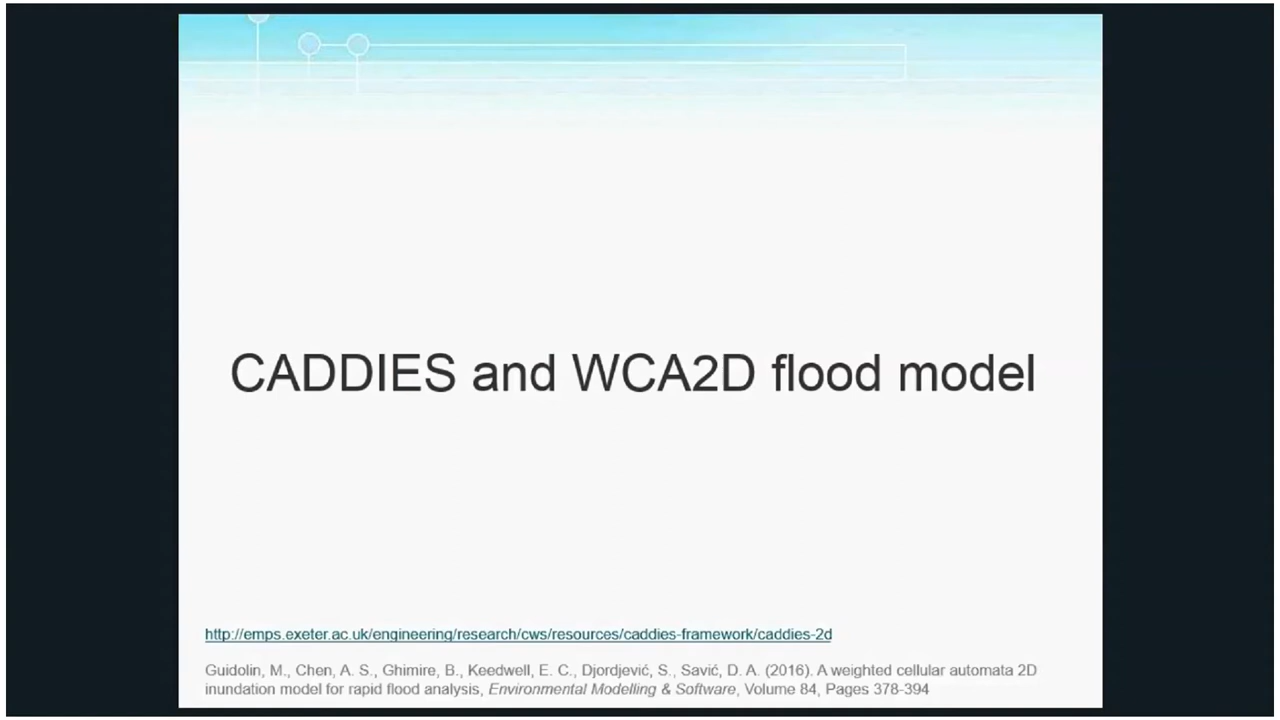 CADDIES and WCA2D flood model
http://emps.exeter.ac.uk/engineering/research/cws/resources/caddies-framework/caddies-2d
Guidolin, M., Chen, A. S., Ghimire, B., Keedwell, E. C., Djordjević, S., Savić, D. A. (2016). A weighted cellular automata 2D
inundation model for rapid flood analysis, Environmental Modelling & Software, Volume 84, Pages 378-394